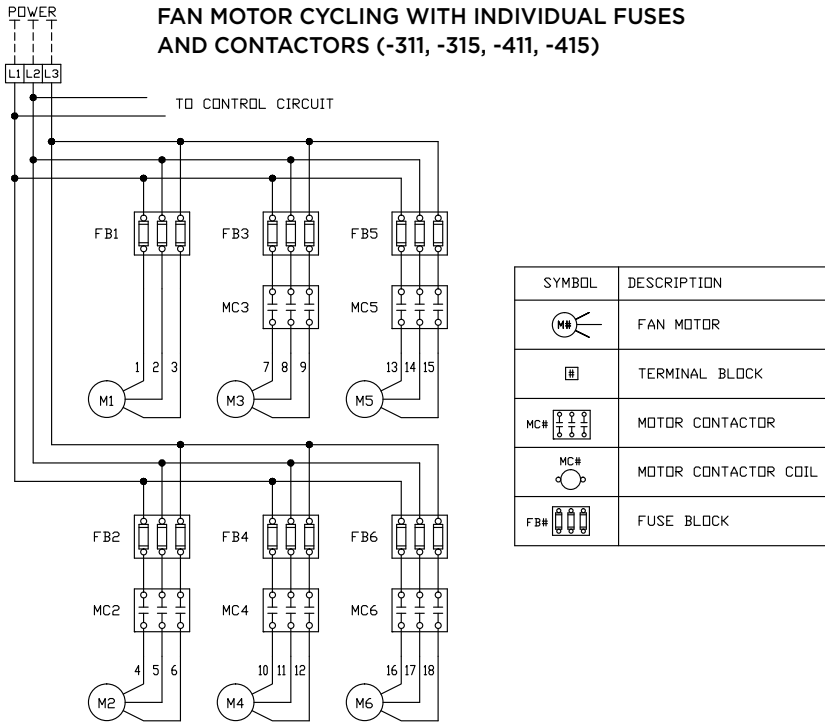 POWER
FAN MOTOR CYCLING WITH INDIVIDUAL FUSES
AND CONTACTORS (-311, -315, -411, -415)
L1 L2 L3
TO CONTROL CIRCUIT
FB1 FB3 FB5
MC3 MC5
1 2 3 7 8 9 13 14 15
M1 M3 M5
FB2 FB4 FB6
MC2 MC4 MC6
4 5 6 10 11 12 16 17 18
M2 M4 M6
SYMBOL DESCRIPTION
M# FAN MOTOR
# TERMINAL BLOCK
MC# MOTOR CONTACTOR
MC# MOTOR CONTACTOR COIL
FB# FUSE BLOCK